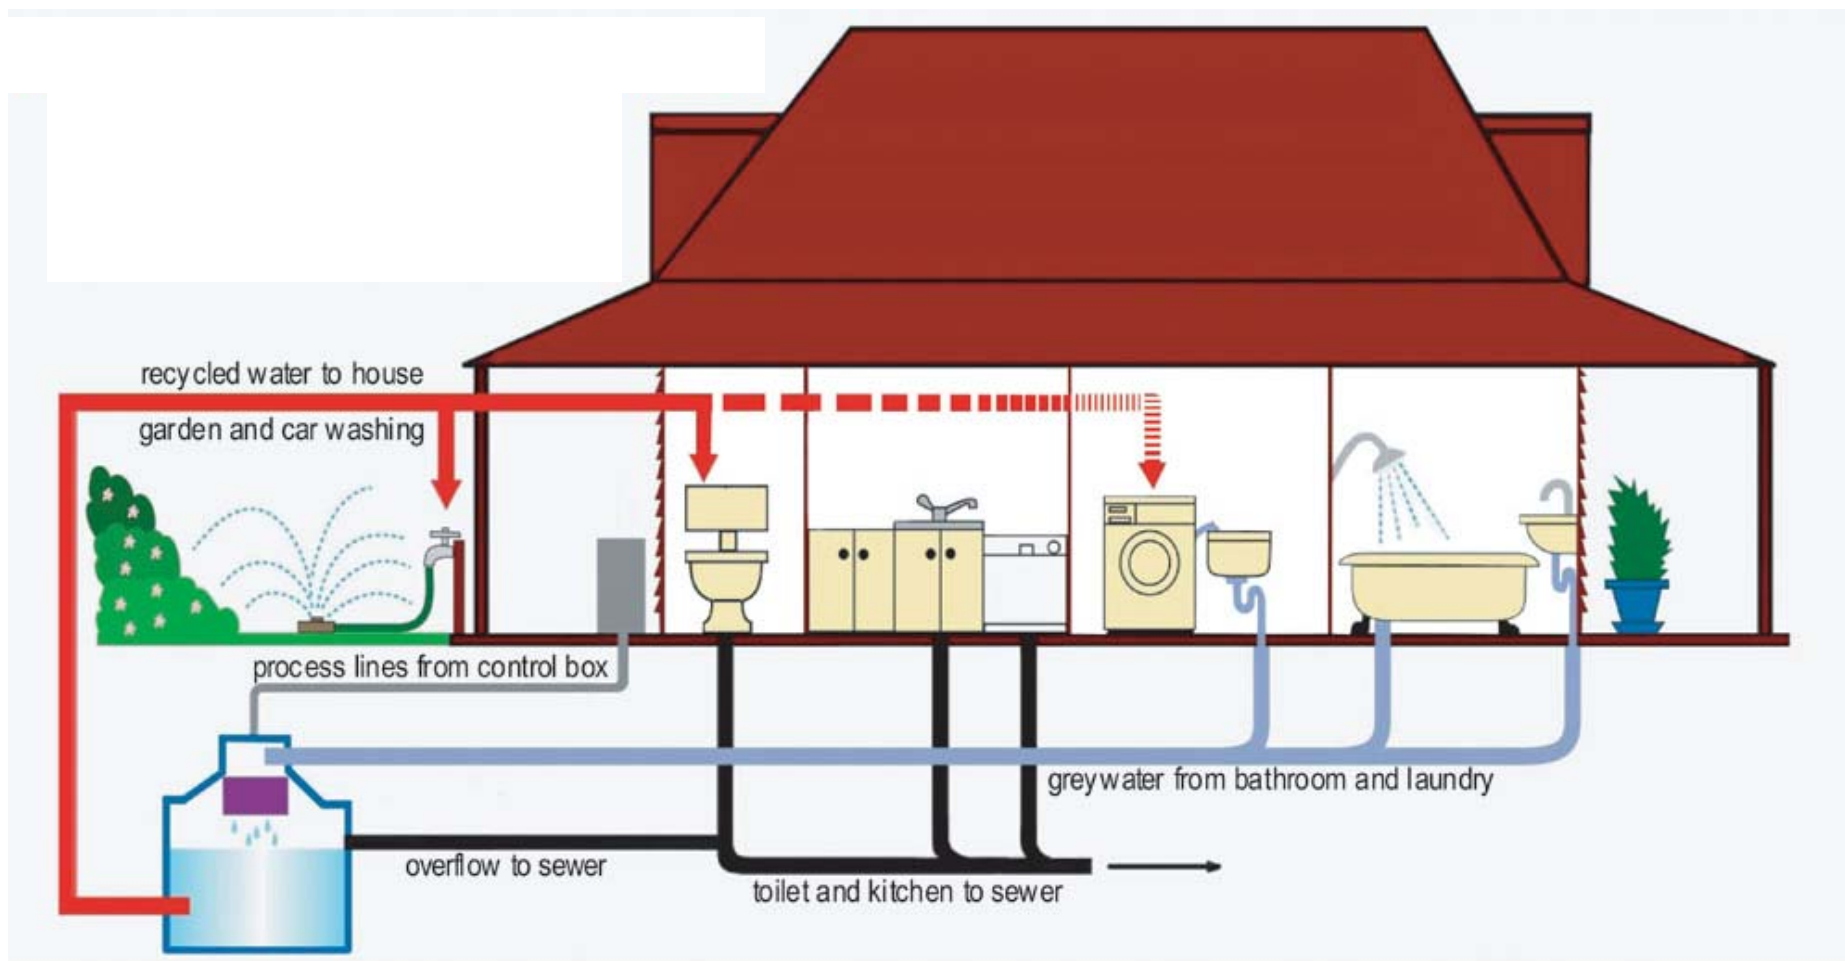 recycled water to house
garden and car washing
process lines from control box
greywater from bathroom and laundry
overflow to sewer
toilet and kitchen to sewer